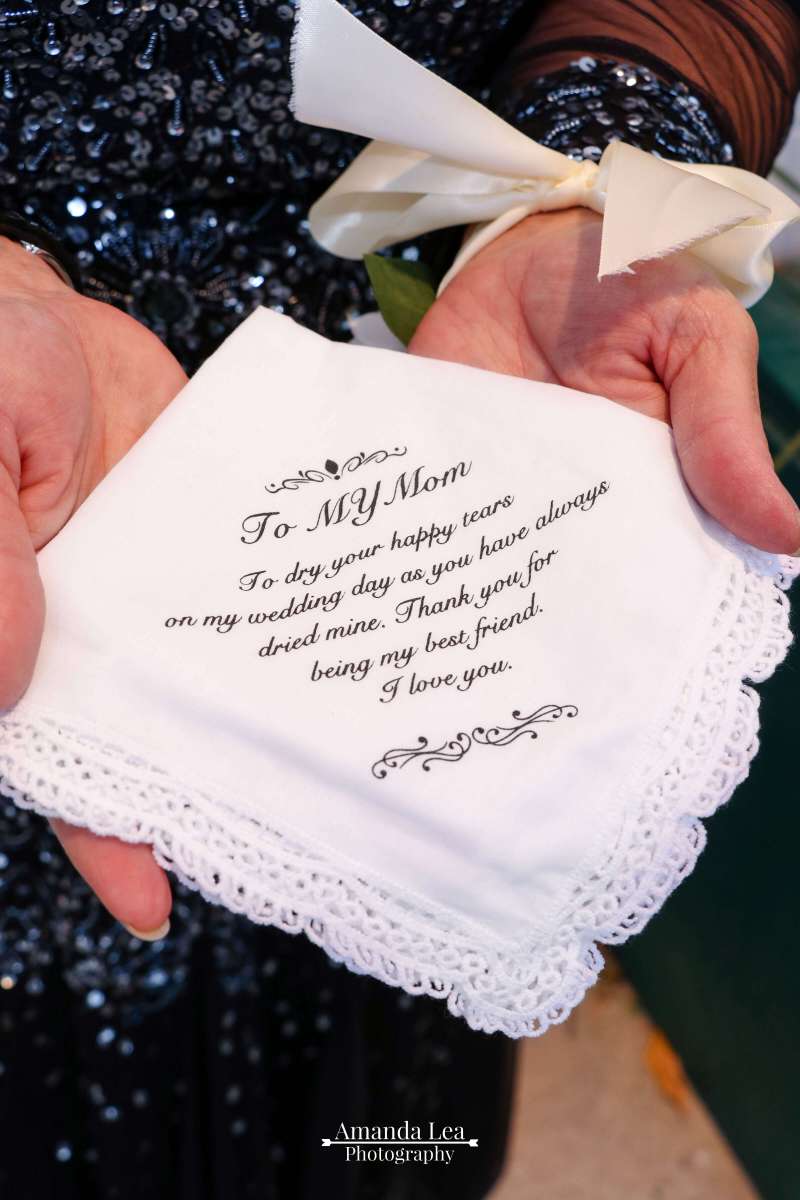 To MY Mom
To dry your happy tears
on my wedding day as you have always
dried mine. Thank you for
being my best friend.
I love you.
Amanda Lea
Photography